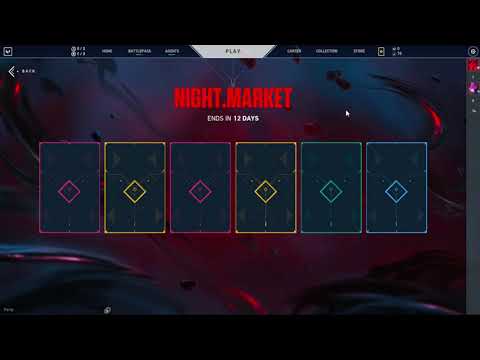 HOME
BATTLEPASS
AGENTS
PLAY
CAREER
COLLECTION
STORE
BACK
NIGHT.MARKET
ENDS IN 12 DAYS